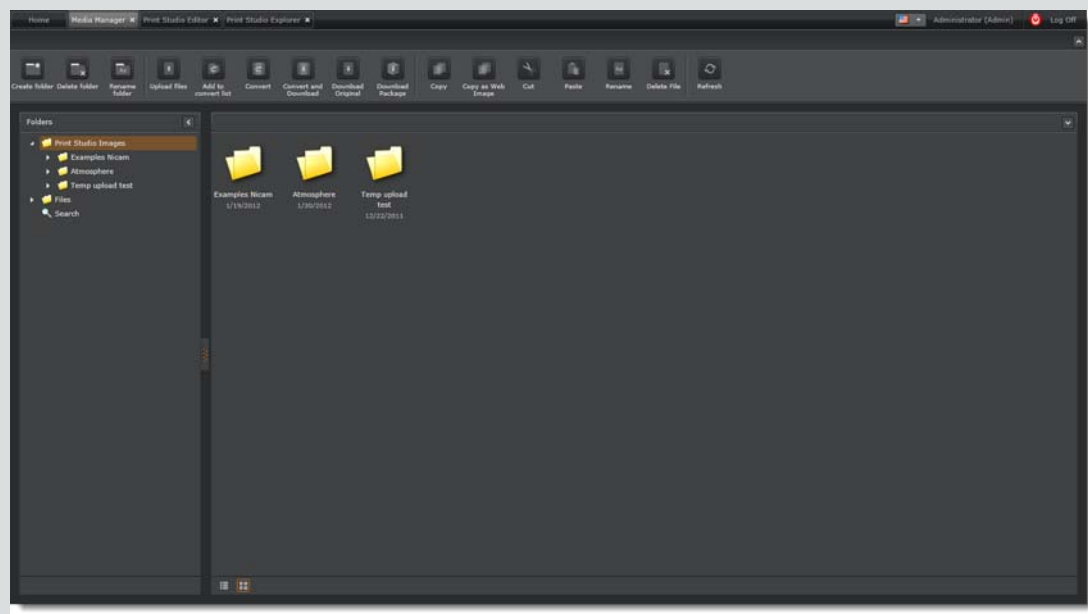 Home Media Manager Print Studio Editor Print Studio Explorer Administrator (Admin) Log Off
Create folder Delete folder Rename folder Upload files Add to convert list Convert Convert and Download Download Original Download Package Copy Copy as Web Image Cut Paste Rename Delete File Refresh
Folders
Print Studio Images
Examples Nicam
Atmosphere
Temp upload test
Files
Search
Examples Nicam Atmosphere Temp upload
test
1/19/2012 1/30/2012
12/22/2011